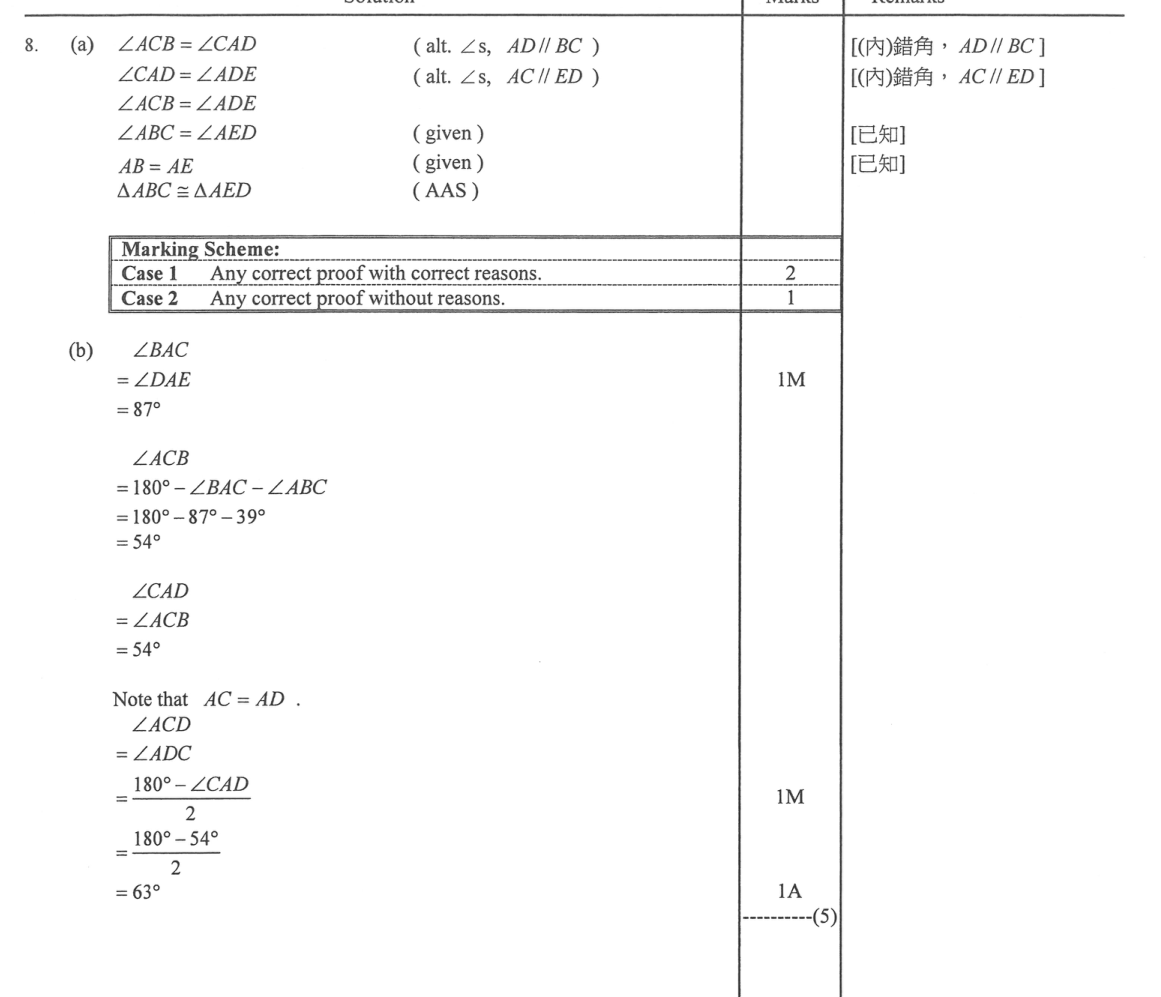 Solution Marks Remarks
8. (a) ∠ACB = ∠CAD ( alt. ∠s, AD // BC ) [(內)錯角，AD // BC ]
∠CAD = ∠ADE ( alt. ∠s, AC // ED ) [(內)錯角，AC // ED ]
∠ACB = ∠ADE
∠ABC = ∠AED ( given ) [已知]
AB = AE ( given ) [已知]
ΔABC ≅ ΔAED ( AAS )
Marking Scheme:
Case 1 Any correct proof with correct reasons. 2
Case 2 Any correct proof without reasons. 1
(b) ∠BAC
= ∠DAE 1M
= 87°
∠ACB
= 180° – ∠BAC – ∠ABC
= 180° – 87° – 39°
= 54°
∠CAD
= ∠ACB
= 54°
Note that AC = AD .
∠ACD
= ∠ADC
= (180° – ∠CAD)/2 1M
= (180° – 54°)/2
= 63° 1A
----------(5)